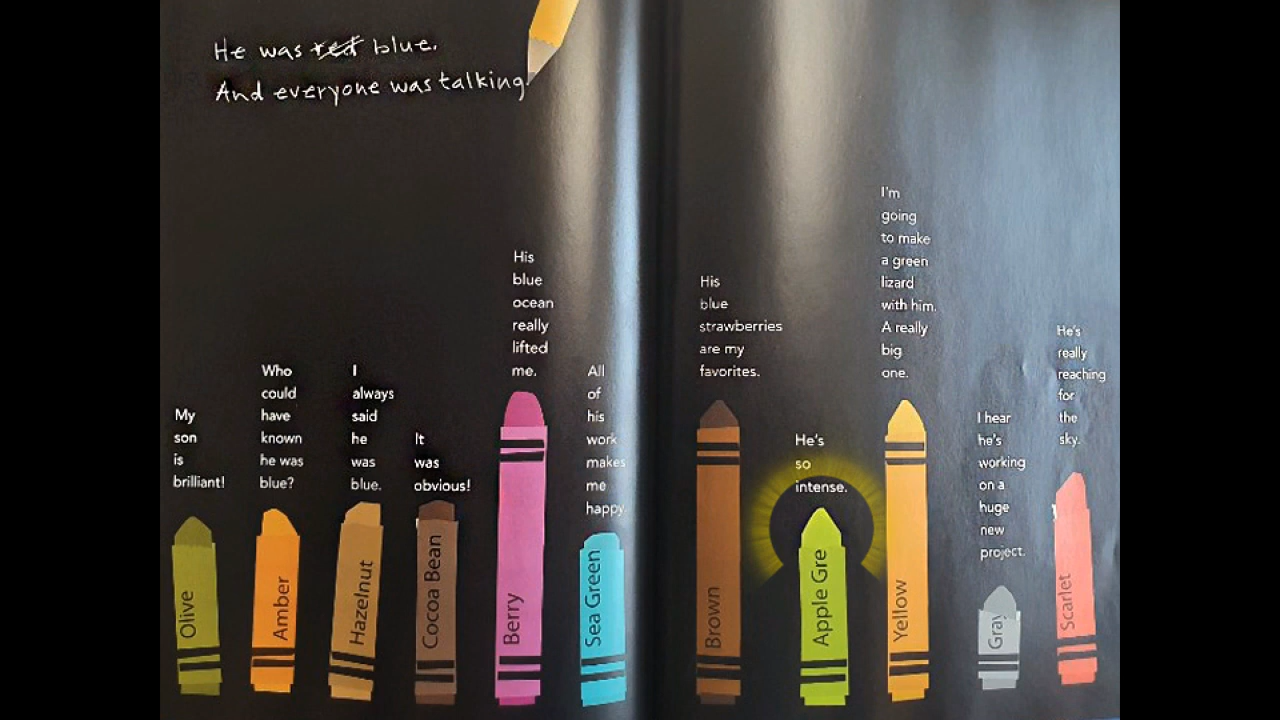 He was red blue.
And everyone was talking
My
son
is
brilliant!
Who
could
have
known
he was
blue?
I
always
said
he
was
blue.
It
was
obvious!
His
blue
ocean
really
lifted
me.
All
of
his
work
makes
me
happy.
His
blue
strawberries
are my
favorites.
He's
so
intense.
I'm
going
to make
a green
lizard
with him.
A really
big
one.
I hear
he's
working
on a
huge
new
project.
He's
really
reaching
for
the
sky.
Olive
Amber
Hazelnut
Cocoa Bean
Berry
Sea Green
Brown
Apple Gre
Yellow
Gray
Scarlet